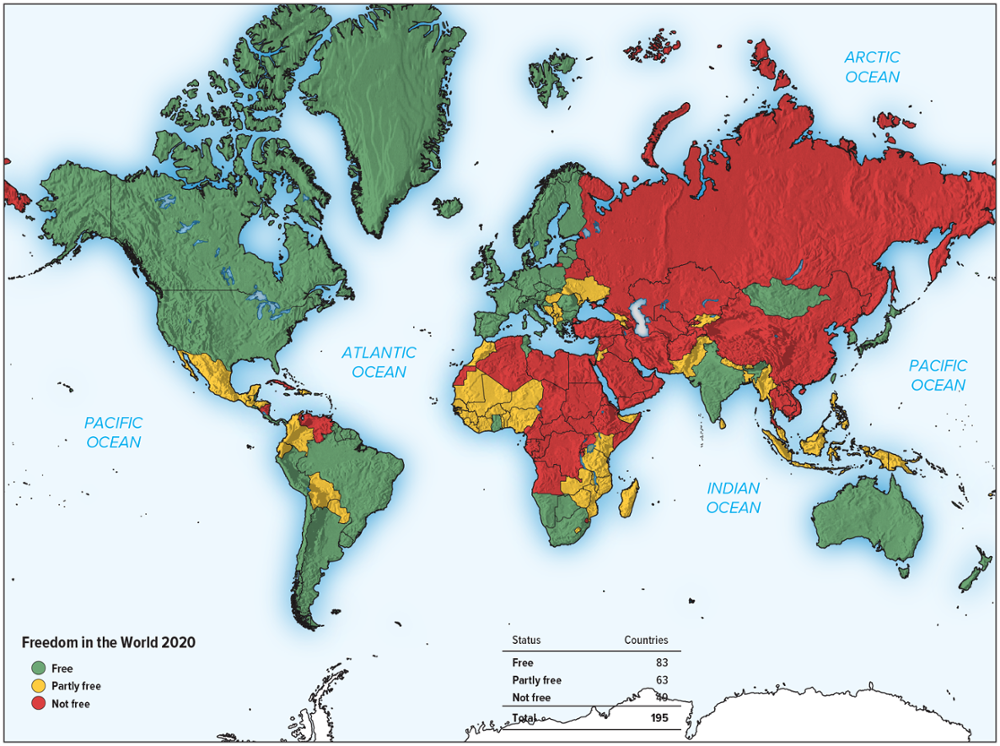 ARCTIC
OCEAN
ATLANTIC
OCEAN
PACIFIC
OCEAN
PACIFIC
OCEAN
INDIAN
OCEAN
Freedom in the World 2020
Free
Partly free
Not free
Status Countries
Free 83
Partly free 63
Not free 49
Total 195